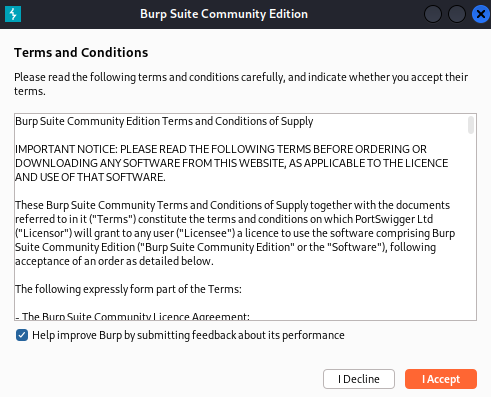 Burp Suite Community Edition
Terms and Conditions
Please read the following terms and conditions carefully, and indicate whether you accept their
terms.
Burp Suite Community Edition Terms and Conditions of Supply
IMPORTANT NOTICE: PLEASE READ THE FOLLOWING TERMS BEFORE ORDERING OR
DOWNLOADING ANY SOFTWARE FROM THIS WEBSITE, AS APPLICABLE TO THE LICENCE
AND USE OF THAT SOFTWARE.
These Burp Suite Community Terms and Conditions of Supply together with the documents
referred to in it ("Terms") constitute the terms and conditions on which PortSwigger Ltd
("Licensor") will grant to any user ("Licensee") a licence to use the software comprising Burp
Suite Community Edition ("Burp Suite Community Edition" or the "Software"), following
acceptance of an order as detailed below.
The following expressly form part of the Terms:
- The Burp Suite Community Licence Agreement;
Help improve Burp by submitting feedback about its performance
I Decline
I Accept